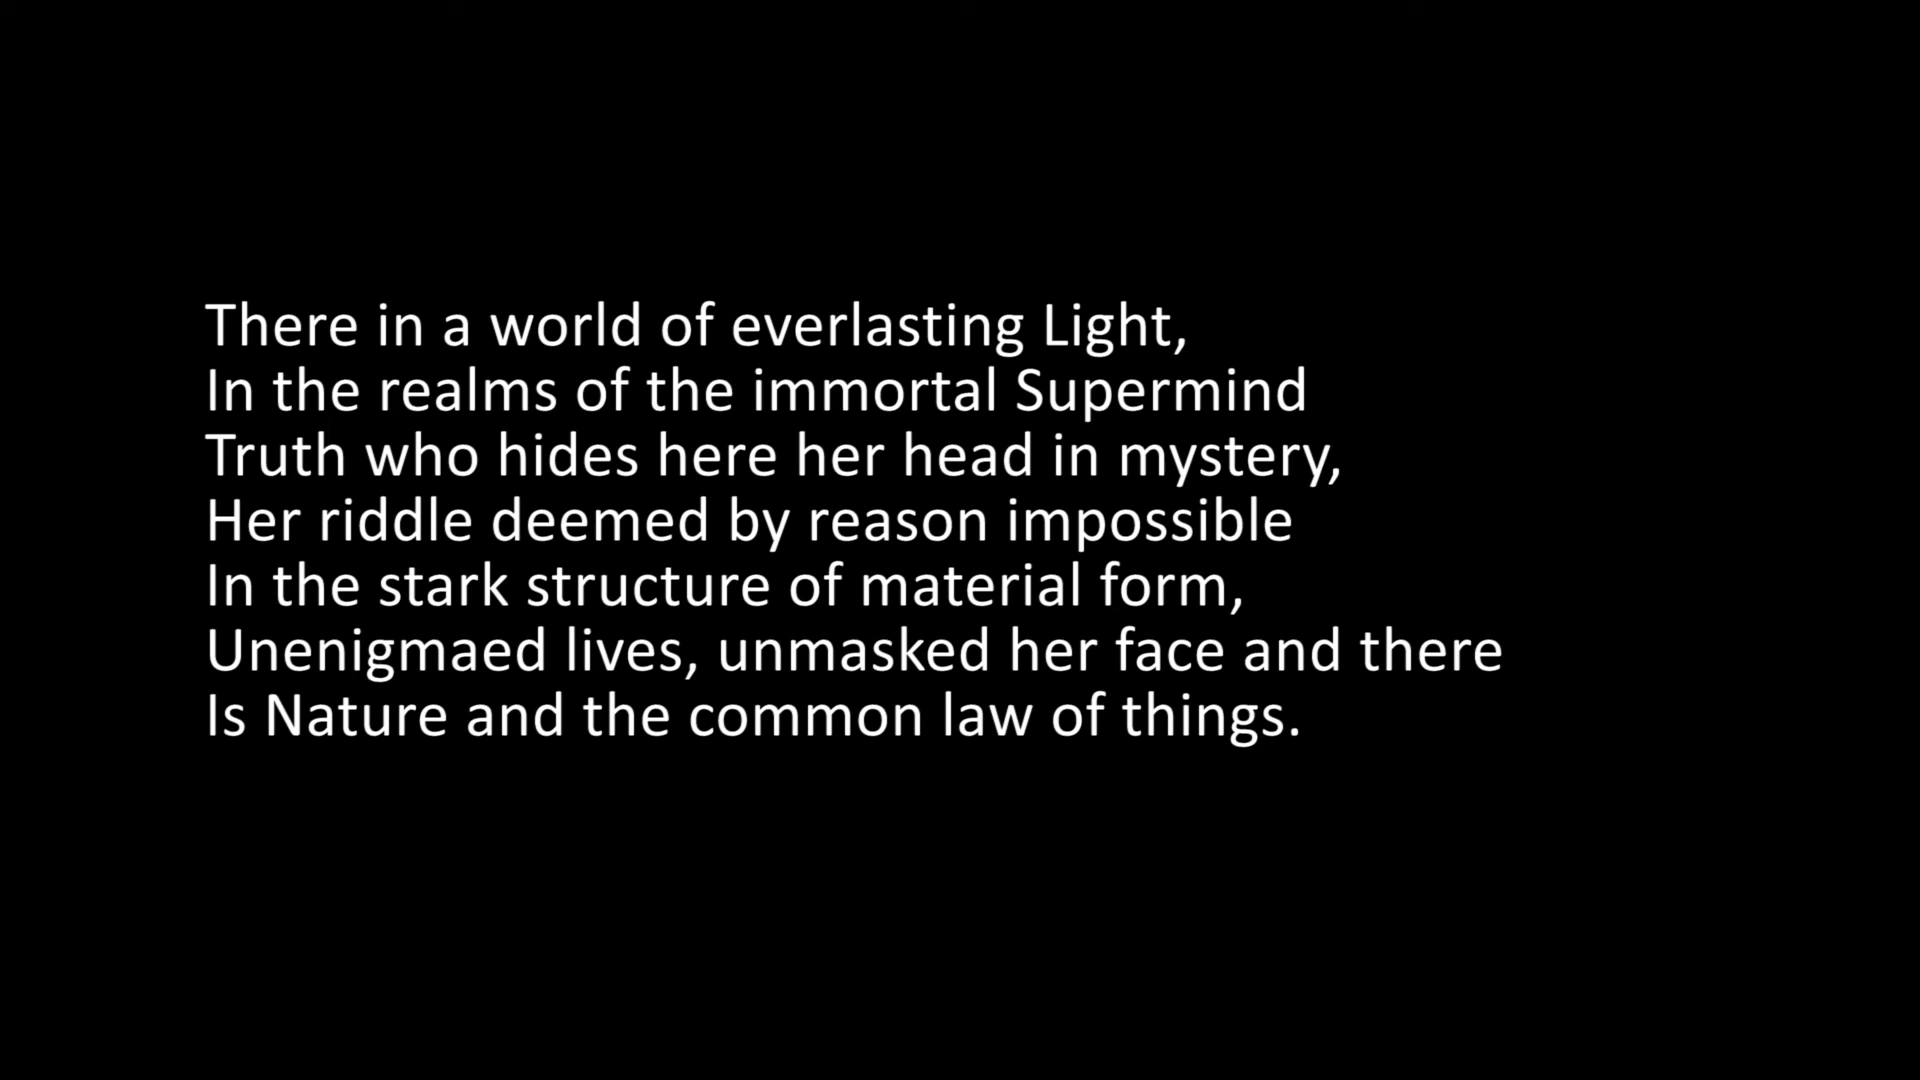 There in a world of everlasting Light,
In the realms of the immortal Supermind
Truth who hides here her head in mystery,
Her riddle deemed by reason impossible
In the stark structure of material form,
Unenigmaed lives, unmasked her face and there
Is Nature and the common law of things.